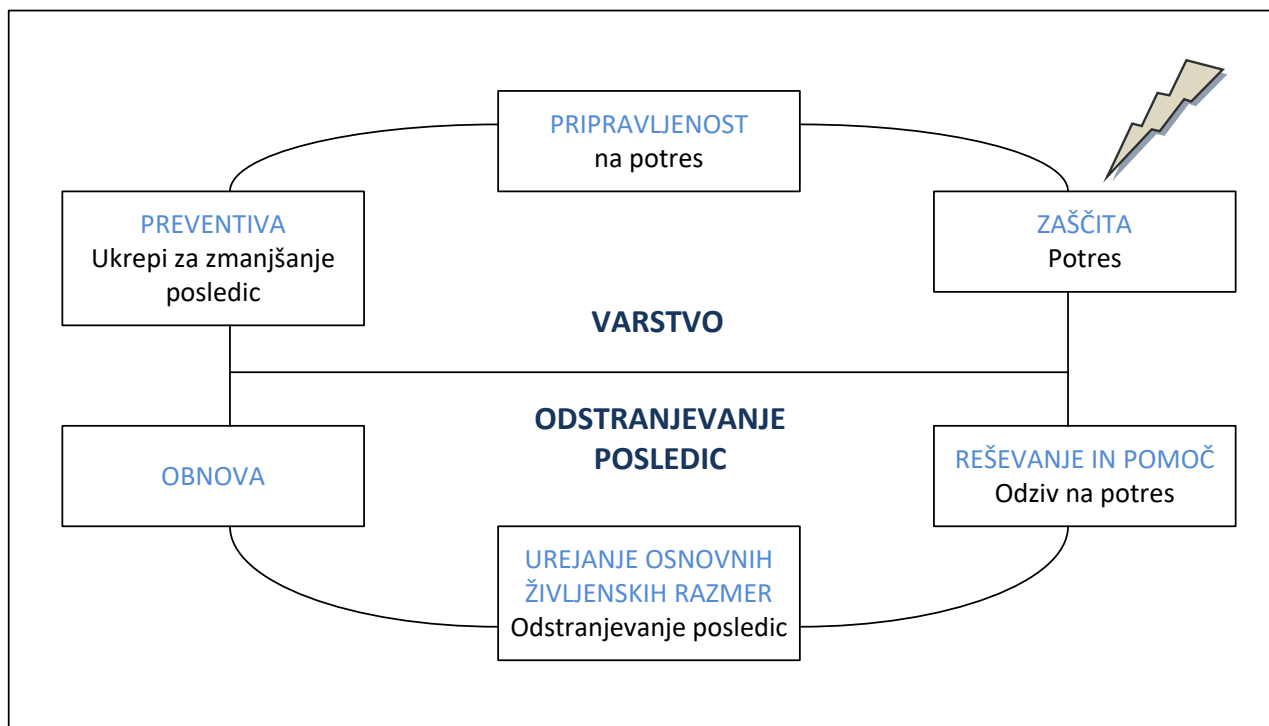 PRIPRAVLJENOST
na potres
PREVENTIVA
Ukrepi za zmanjšanje
posledic
ZAŠČITA
Potres
VARSTVO
ODSTRANJEVANJE
POSLEDIC
OBNOVA
REŠEVANJE IN POMOČ
Odziv na potres
UREJANJE OSNOVNIH
ŽIVLJENSKIH RAZMER
Odstranjevanje posledic